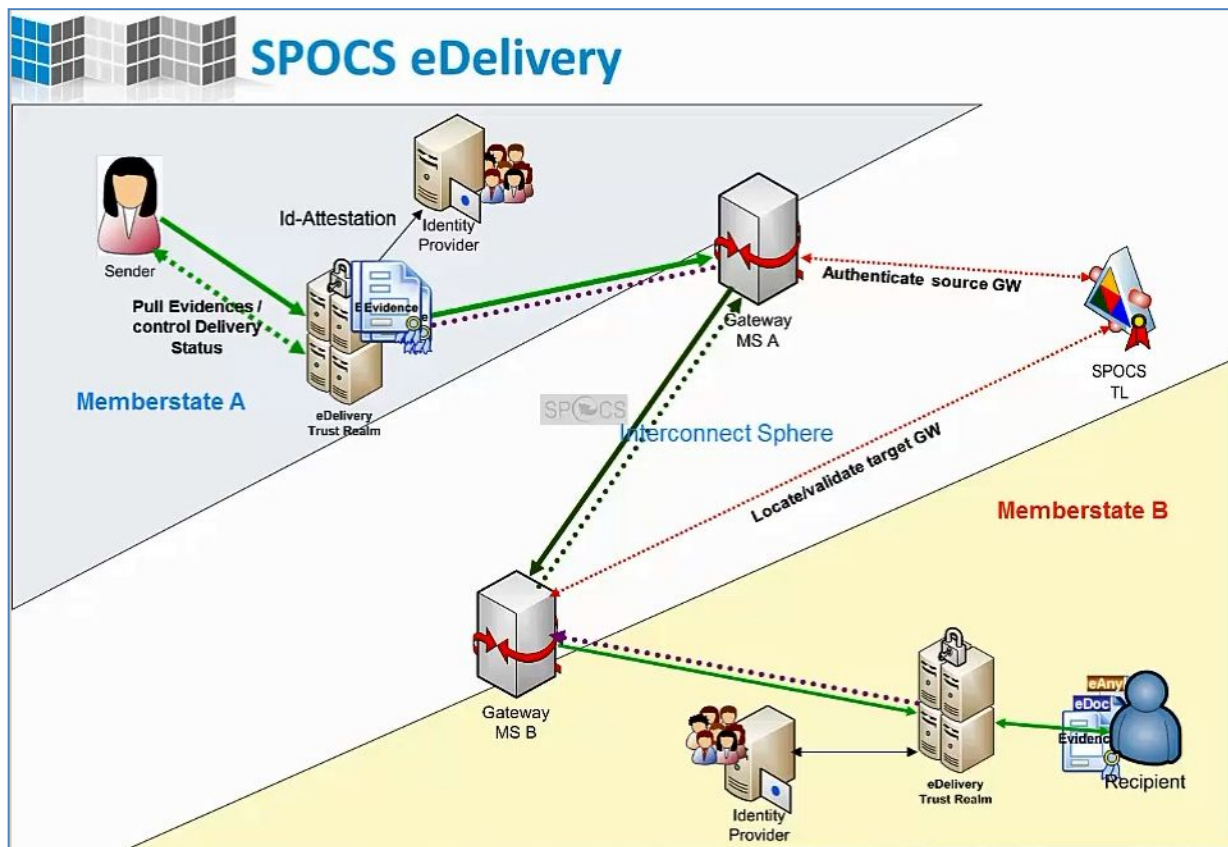 SPOCS eDelivery
Sender
Id-Attestation
Identity
Provider
Pull Evidences /
control Delivery
Status
Evidence
eDelivery
Trust Realm
Memberstate A
Gateway
MS A
Authenticate source GW
SPOCS
TL
SPOCS
Interconnect Sphere
Locate/validate target GW
Memberstate B
Gateway
MS B
Identity
Provider
eDelivery
Trust Realm
eAny
eDoc
Evidenc
Recipient